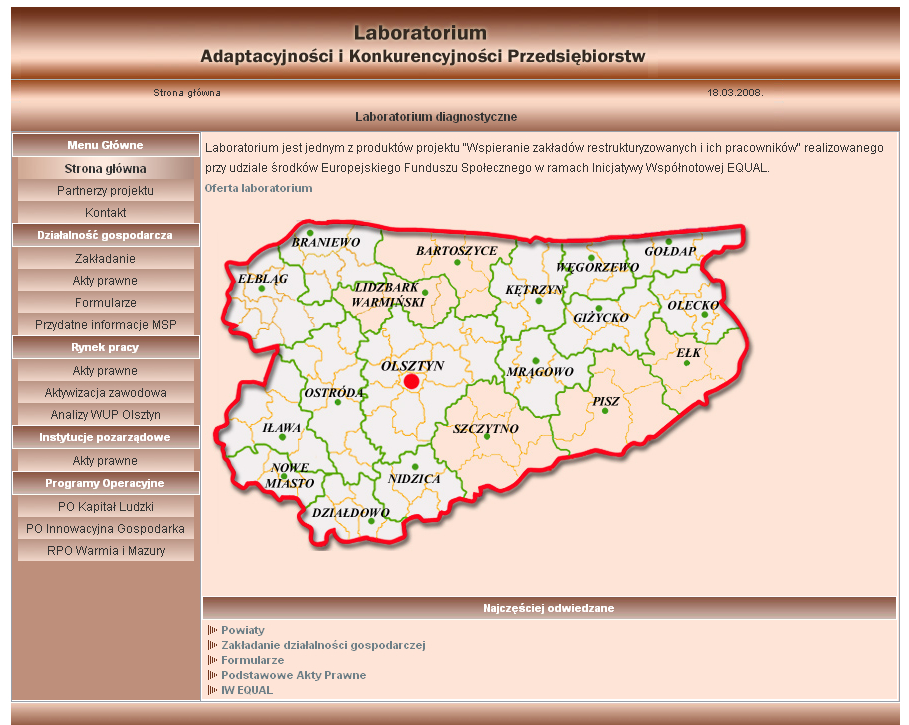 Laboratorium
Adaptacyjności i Konkurencyjności Przedsiębiorstw
Strona główna
18.03.2008.
Laboratorium diagnostyczne
Menu Główne
Strona główna
Partnerzy projektu
Kontakt
Działalność gospodarcza
Zakładanie
Akty prawne
Formularze
Przydatne informacje MSP
Rynek pracy
Akty prawne
Aktywizacja zawodowa
Analizy WUP Olsztyn
Instytucje pozarządowe
Akty prawne
Programy Operacyjne
PO Kapitał Ludzki
PO Innowacyjna Gospodarka
RPO Warmia i Mazury
Laboratorium jest jednym z produktów projektu "Wspieranie zakładów restrukturyzowanych i ich pracowników" realizowanego
przy udziale środków Europejskiego Funduszu Społecznego w ramach Inicjatywy Wspólnotowej EQUAL.
Oferta laboratorium
BRANIEWO
BARTOSZYCE
GOŁDAP
WĘGORZEWO
ELBLĄG
LIDZBARK
WARMIŃSKI
KĘTRZYN
OLECKO
GIŻYCKO
EŁK
OLSZTYN
MRĄGOWO
OSTRÓDA
PISZ
IŁAWA
SZCZYTNO
NOWE
MIASTO
NIDZICA
DZIAŁDOWO
Najczęściej odwiedzane
Powiaty
Zakładanie działalności gospodarczej
Formularze
Podstawowe Akty Prawne
IW EQUAL